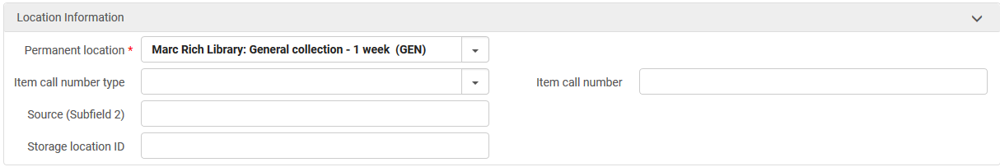 Location Information
Permanent location * Marc Rich Library: General collection - 1 week (GEN)
Item call number type
Item call number
Source (Subfield 2)
Storage location ID